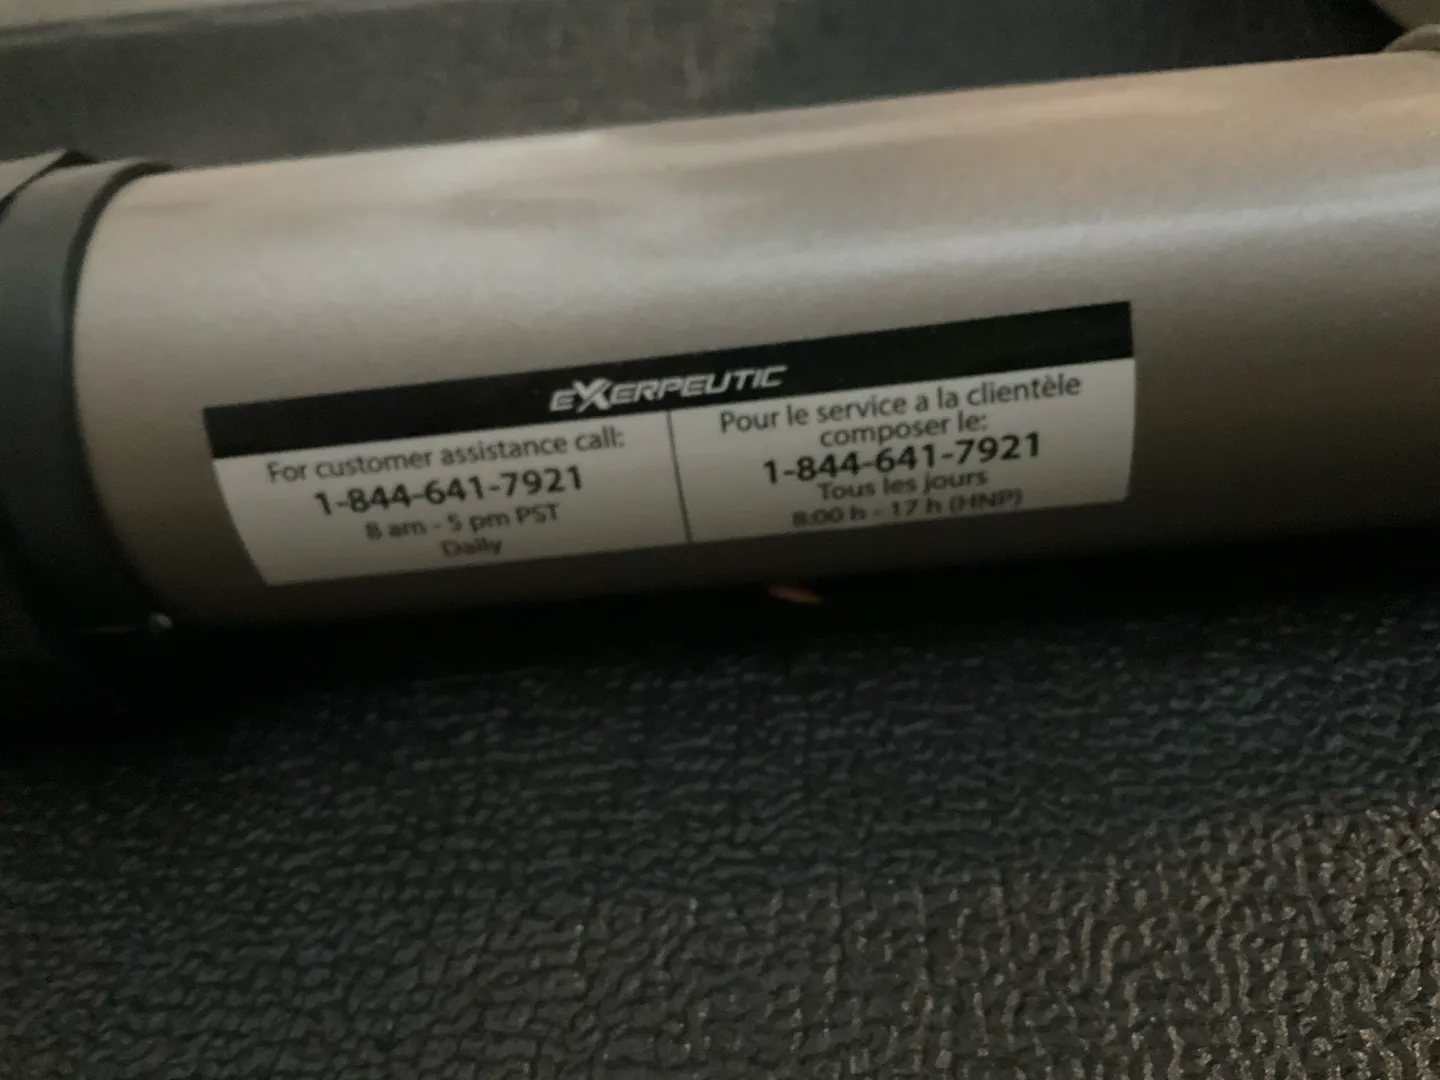 EXERPEUTIC
For customer assistance call:
1-844-641-7921
8 am - 5 pm PST
Daily
Pour le service a la clientèle
composer le:
1-844-641-7921
Tous les jours
8:00 h - 17 h (HNP)